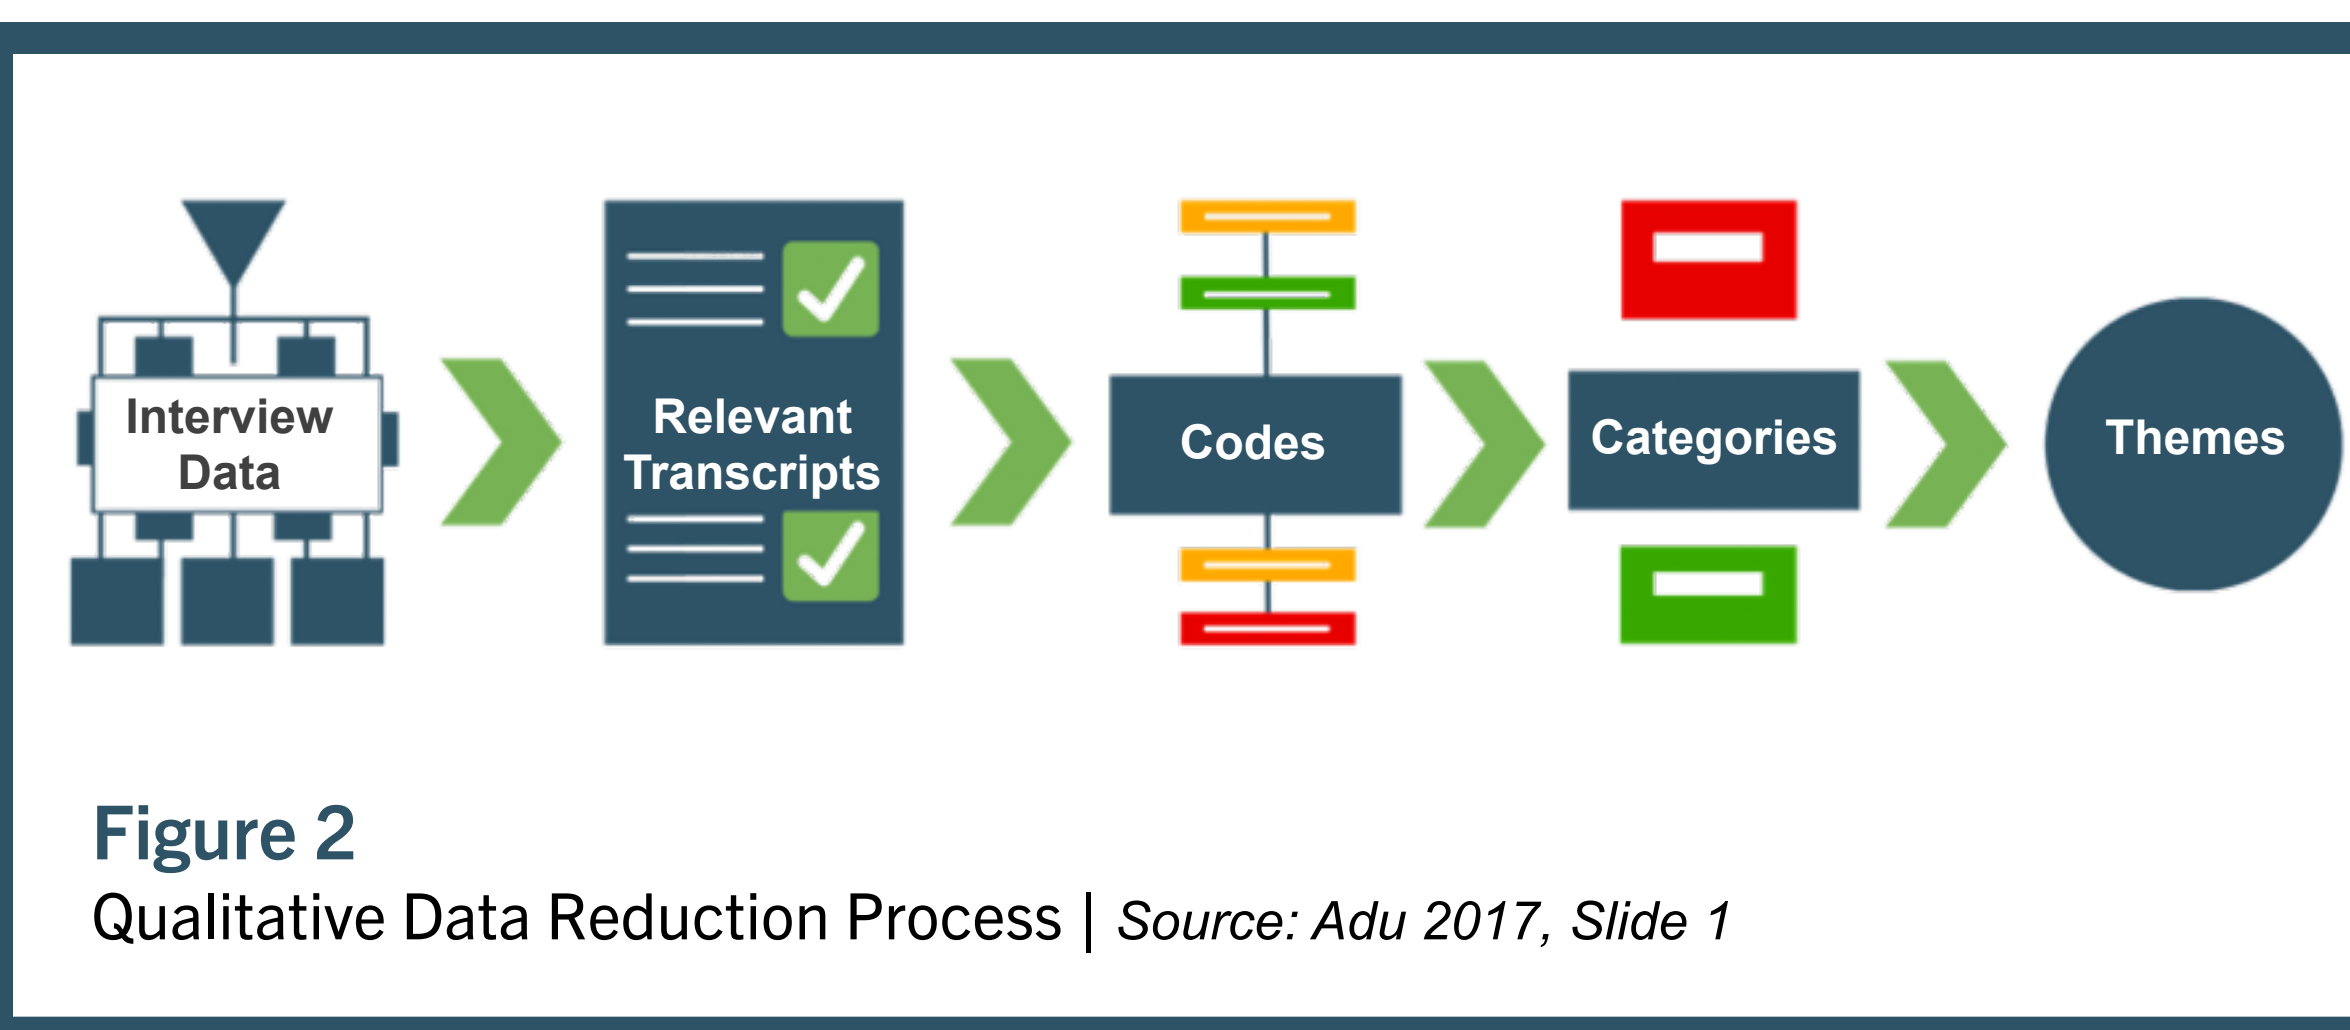 Interview
Data
Relevant
Transcripts
Codes
Categories
Themes
Figure 2
Qualitative Data Reduction Process | Source: Adu 2017, Slide 1